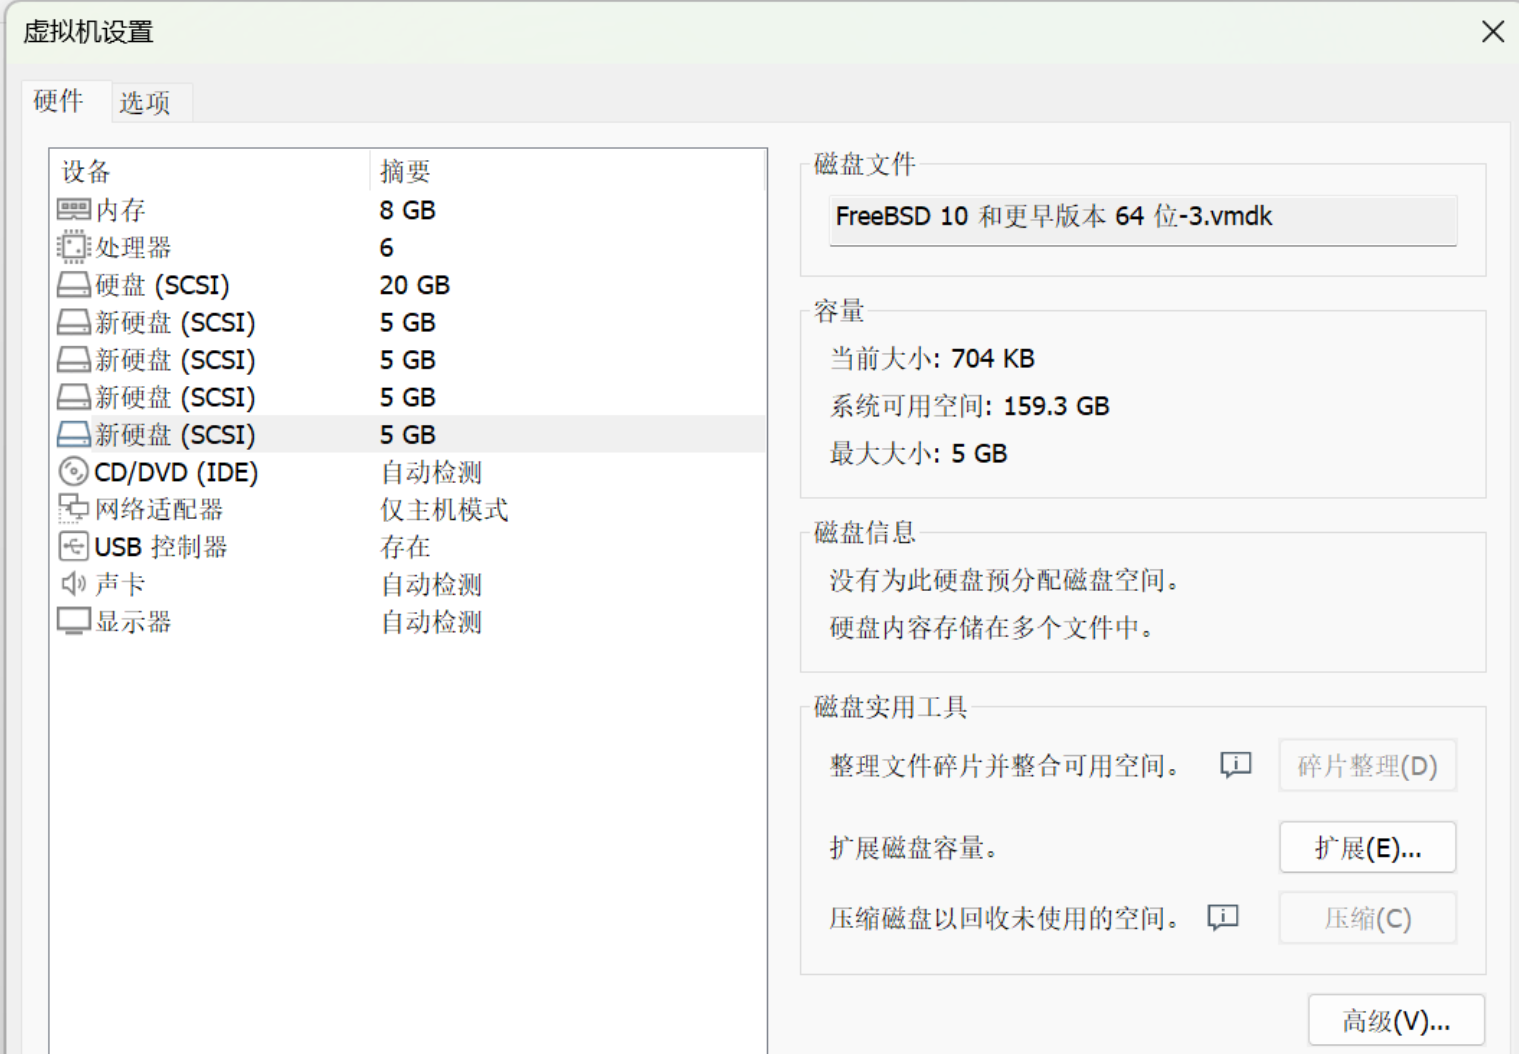 虚拟机设置
硬件 选项
设备 摘要
内存 8 GB
处理器 6
硬盘 (SCSI) 20 GB
新硬盘 (SCSI) 5 GB
新硬盘 (SCSI) 5 GB
新硬盘 (SCSI) 5 GB
新硬盘 (SCSI) 5 GB
CD/DVD (IDE) 自动检测
网络适配器 仅主机模式
USB 控制器 存在
声卡 自动检测
显示器 自动检测
磁盘文件
FreeBSD 10 和更早版本 64 位-3.vmdk
容量
当前大小: 704 KB
系统可用空间: 159.3 GB
最大大小: 5 GB
磁盘信息
没有为此硬盘预分配磁盘空间。
硬盘内容存储在多个文件中。
磁盘实用工具
整理文件碎片并整合可用空间。 碎片整理(D)
扩展磁盘容量。 扩展(E)...
压缩磁盘以回收未使用的空间。 压缩(C)
高级(V)...